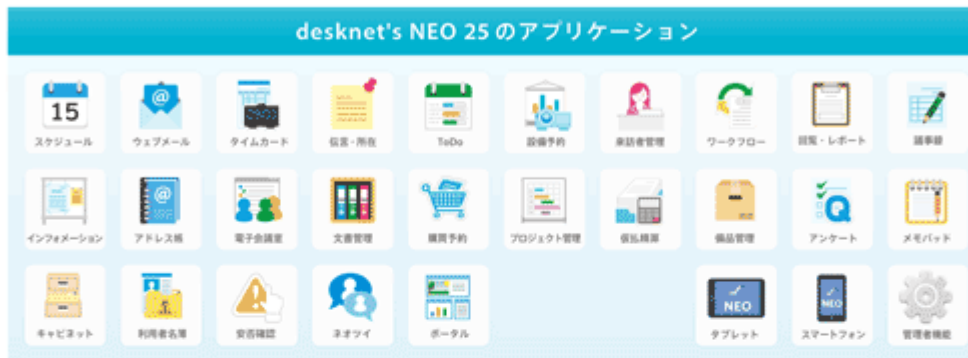 desknet's NEO 25 のアプリケーション
15
スケジュール
ウェブメール
タイムカード
伝言・所在
ToDo
設備予約
来訪者管理
ワークフロー
回覧・レポート
議事録
インフォメーション
アドレス帳
電子会議室
文書管理
購買予約
プロジェクト管理
仮払精算
備品管理
アンケート
メモパッド
キャビネット
利用者名簿
安否確認
ネオツイ
ポータル
NEO
タブレット
NEO
スマートフォン
管理者機能